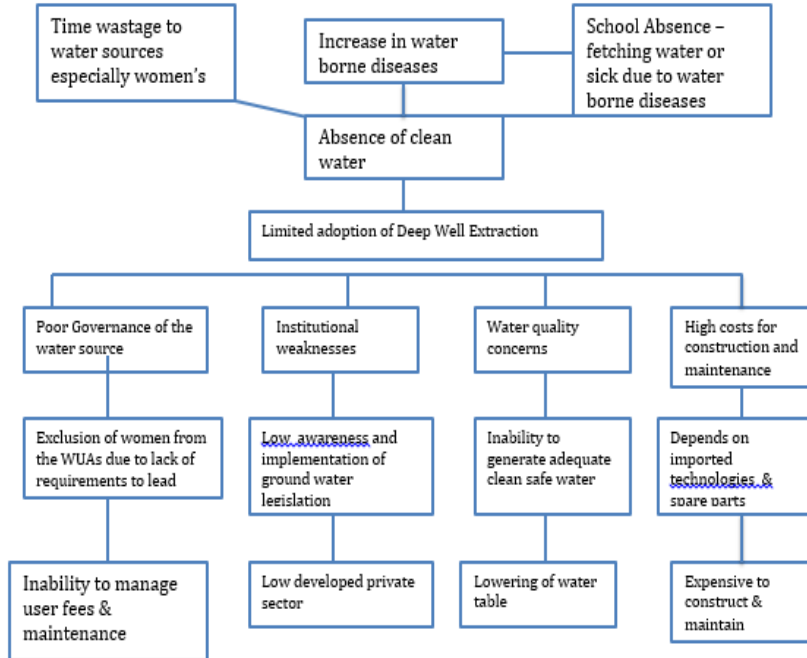 Time wastage to
water sources
especially women's
Increase in water
borne diseases
School Absence –
fetching water or
sick due to water
borne diseases
Absence of clean
water
Limited adoption of Deep Well Extraction
Poor Governance of the
water source
Institutional
weaknesses
Water quality
concerns
High costs for
construction and
maintenance
Exclusion of women from
the WUAs due to lack of
requirements to lead
Low awareness and
implementation of
ground water
legislation
Inability to
generate adequate
clean safe water
Depends on
imported
technologies &
spare parts
Inability to manage
user fees &
maintenance
Low developed private
sector
Lowering of water
table
Expensive to
construct &
maintain